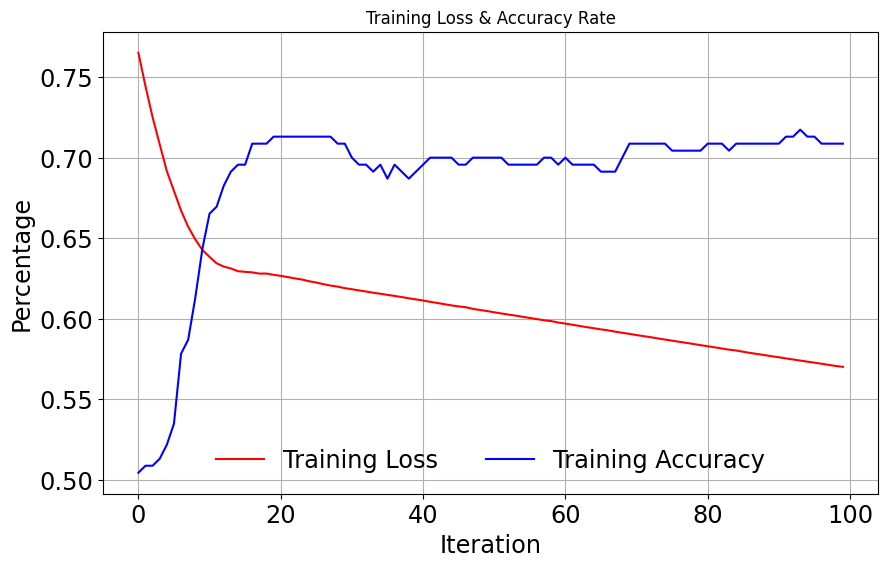 Training Loss & Accuracy Rate
0.75
0.70
0.65
0.60
0.55
0.50
Percentage
Training Loss Training Accuracy
0 20 40 60 80 100
Iteration